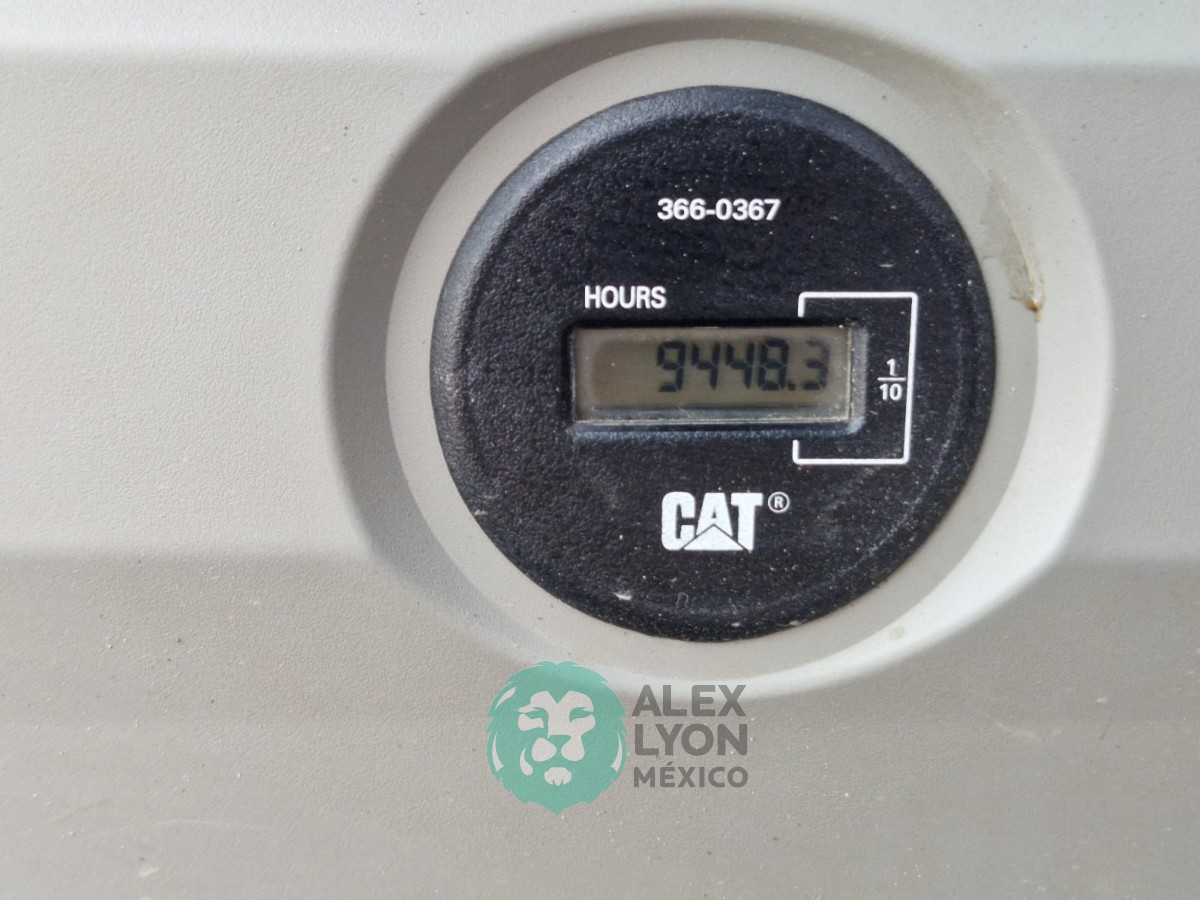 366-0367
HOURS
9448.3
1
10
CAT®
ALEX
LYON
MÉXICO